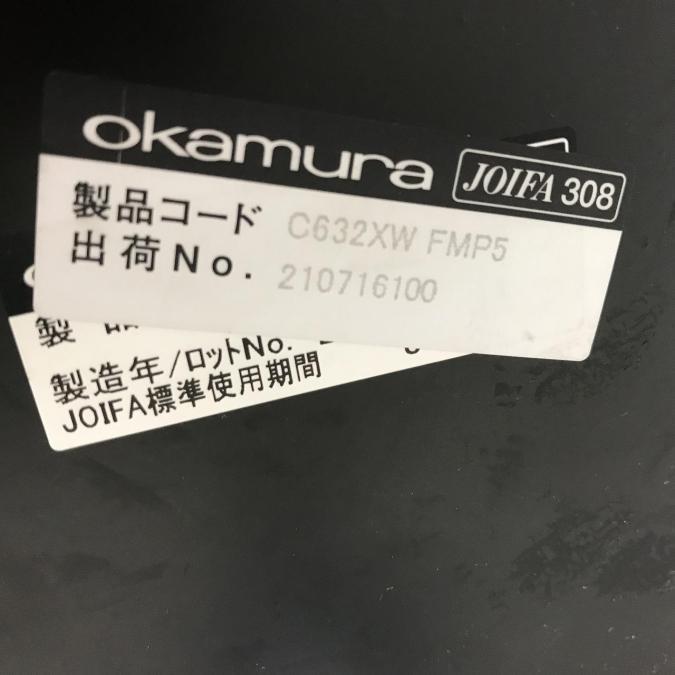 okamura
JOIFA 308
製品コード C632XW FMP5
出荷No. 210716100
製品
製造年/ロットNo.
JOIFA標準使用期間